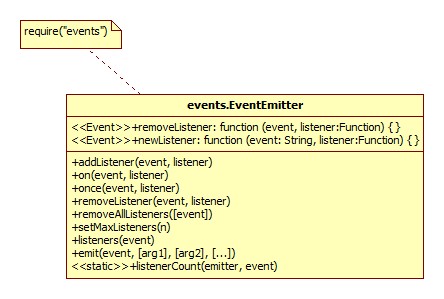 require("events")
events.EventEmitter
<<Event>>+removeListener: function (event, listener:Function) {}
<<Event>>+newListener: function (event: String, listener:Function) {}
+addListener(event, listener)
+on(event, listener)
+once(event, listener)
+removeListener(event, listener)
+removeAllListeners([event])
+setMaxListeners(n)
+listeners(event)
+emit(event, [arg1], [arg2], [...])
<<static>>+listenerCount(emitter, event)